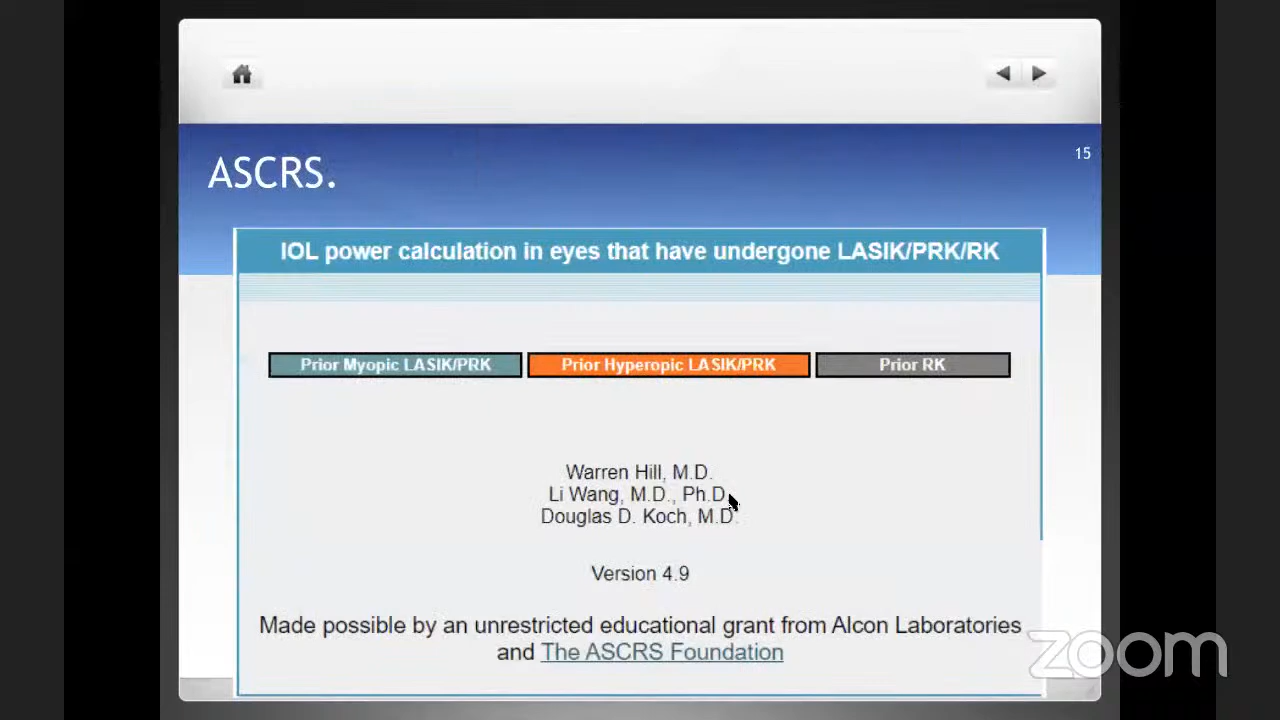 ASCRS.
15
IOL power calculation in eyes that have undergone LASIK/PRK/RK
Prior Myopic LASIK/PRK
Prior Hyperopic LASIK/PRK
Prior RK
Warren Hill, M.D.
Li Wang, M.D., Ph.D.
Douglas D. Koch, M.D.
Version 4.9
Made possible by an unrestricted educational grant from Alcon Laboratories
and The ASCRS Foundation
zoom